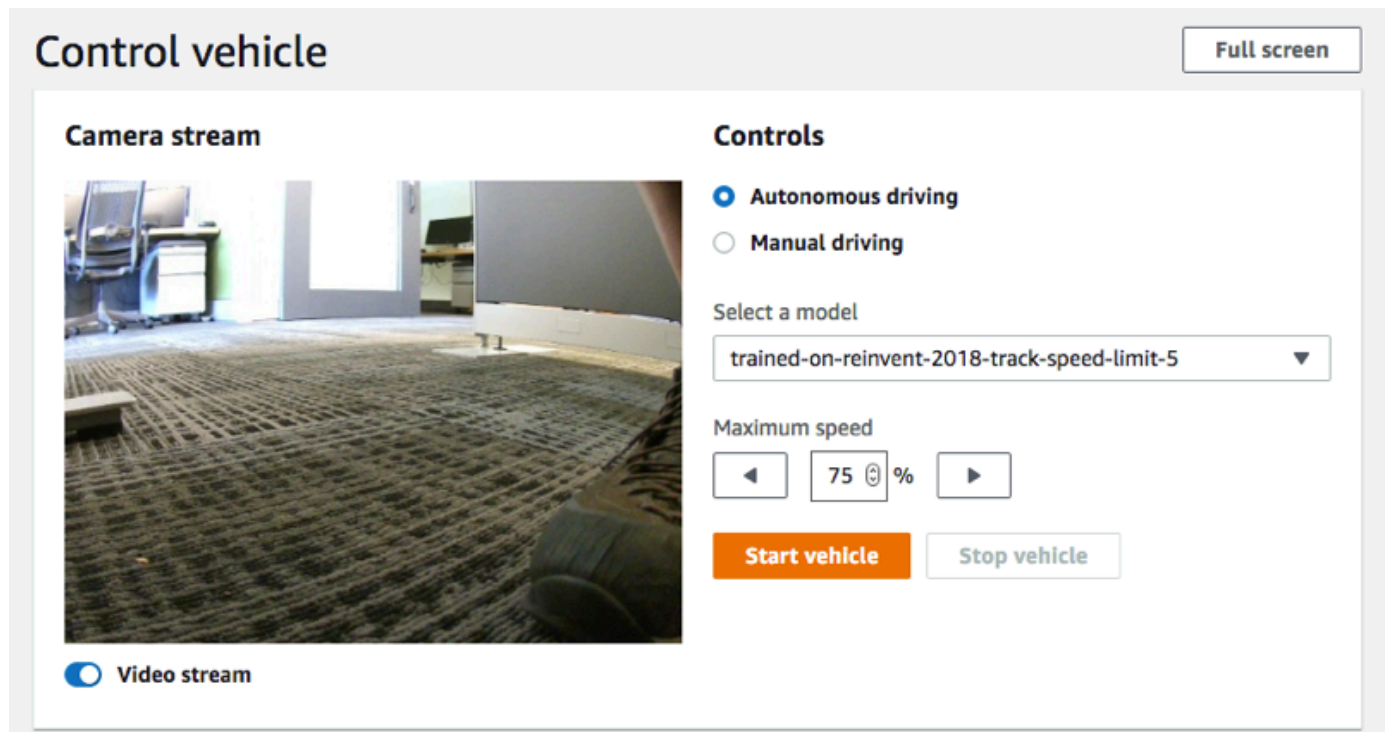 Control vehicle
Full screen
Camera stream
Controls
Autonomous driving
Manual driving
Select a model
trained-on-reinvent-2018-track-speed-limit-5
Maximum speed
75 %
Start vehicle
Stop vehicle
Video stream